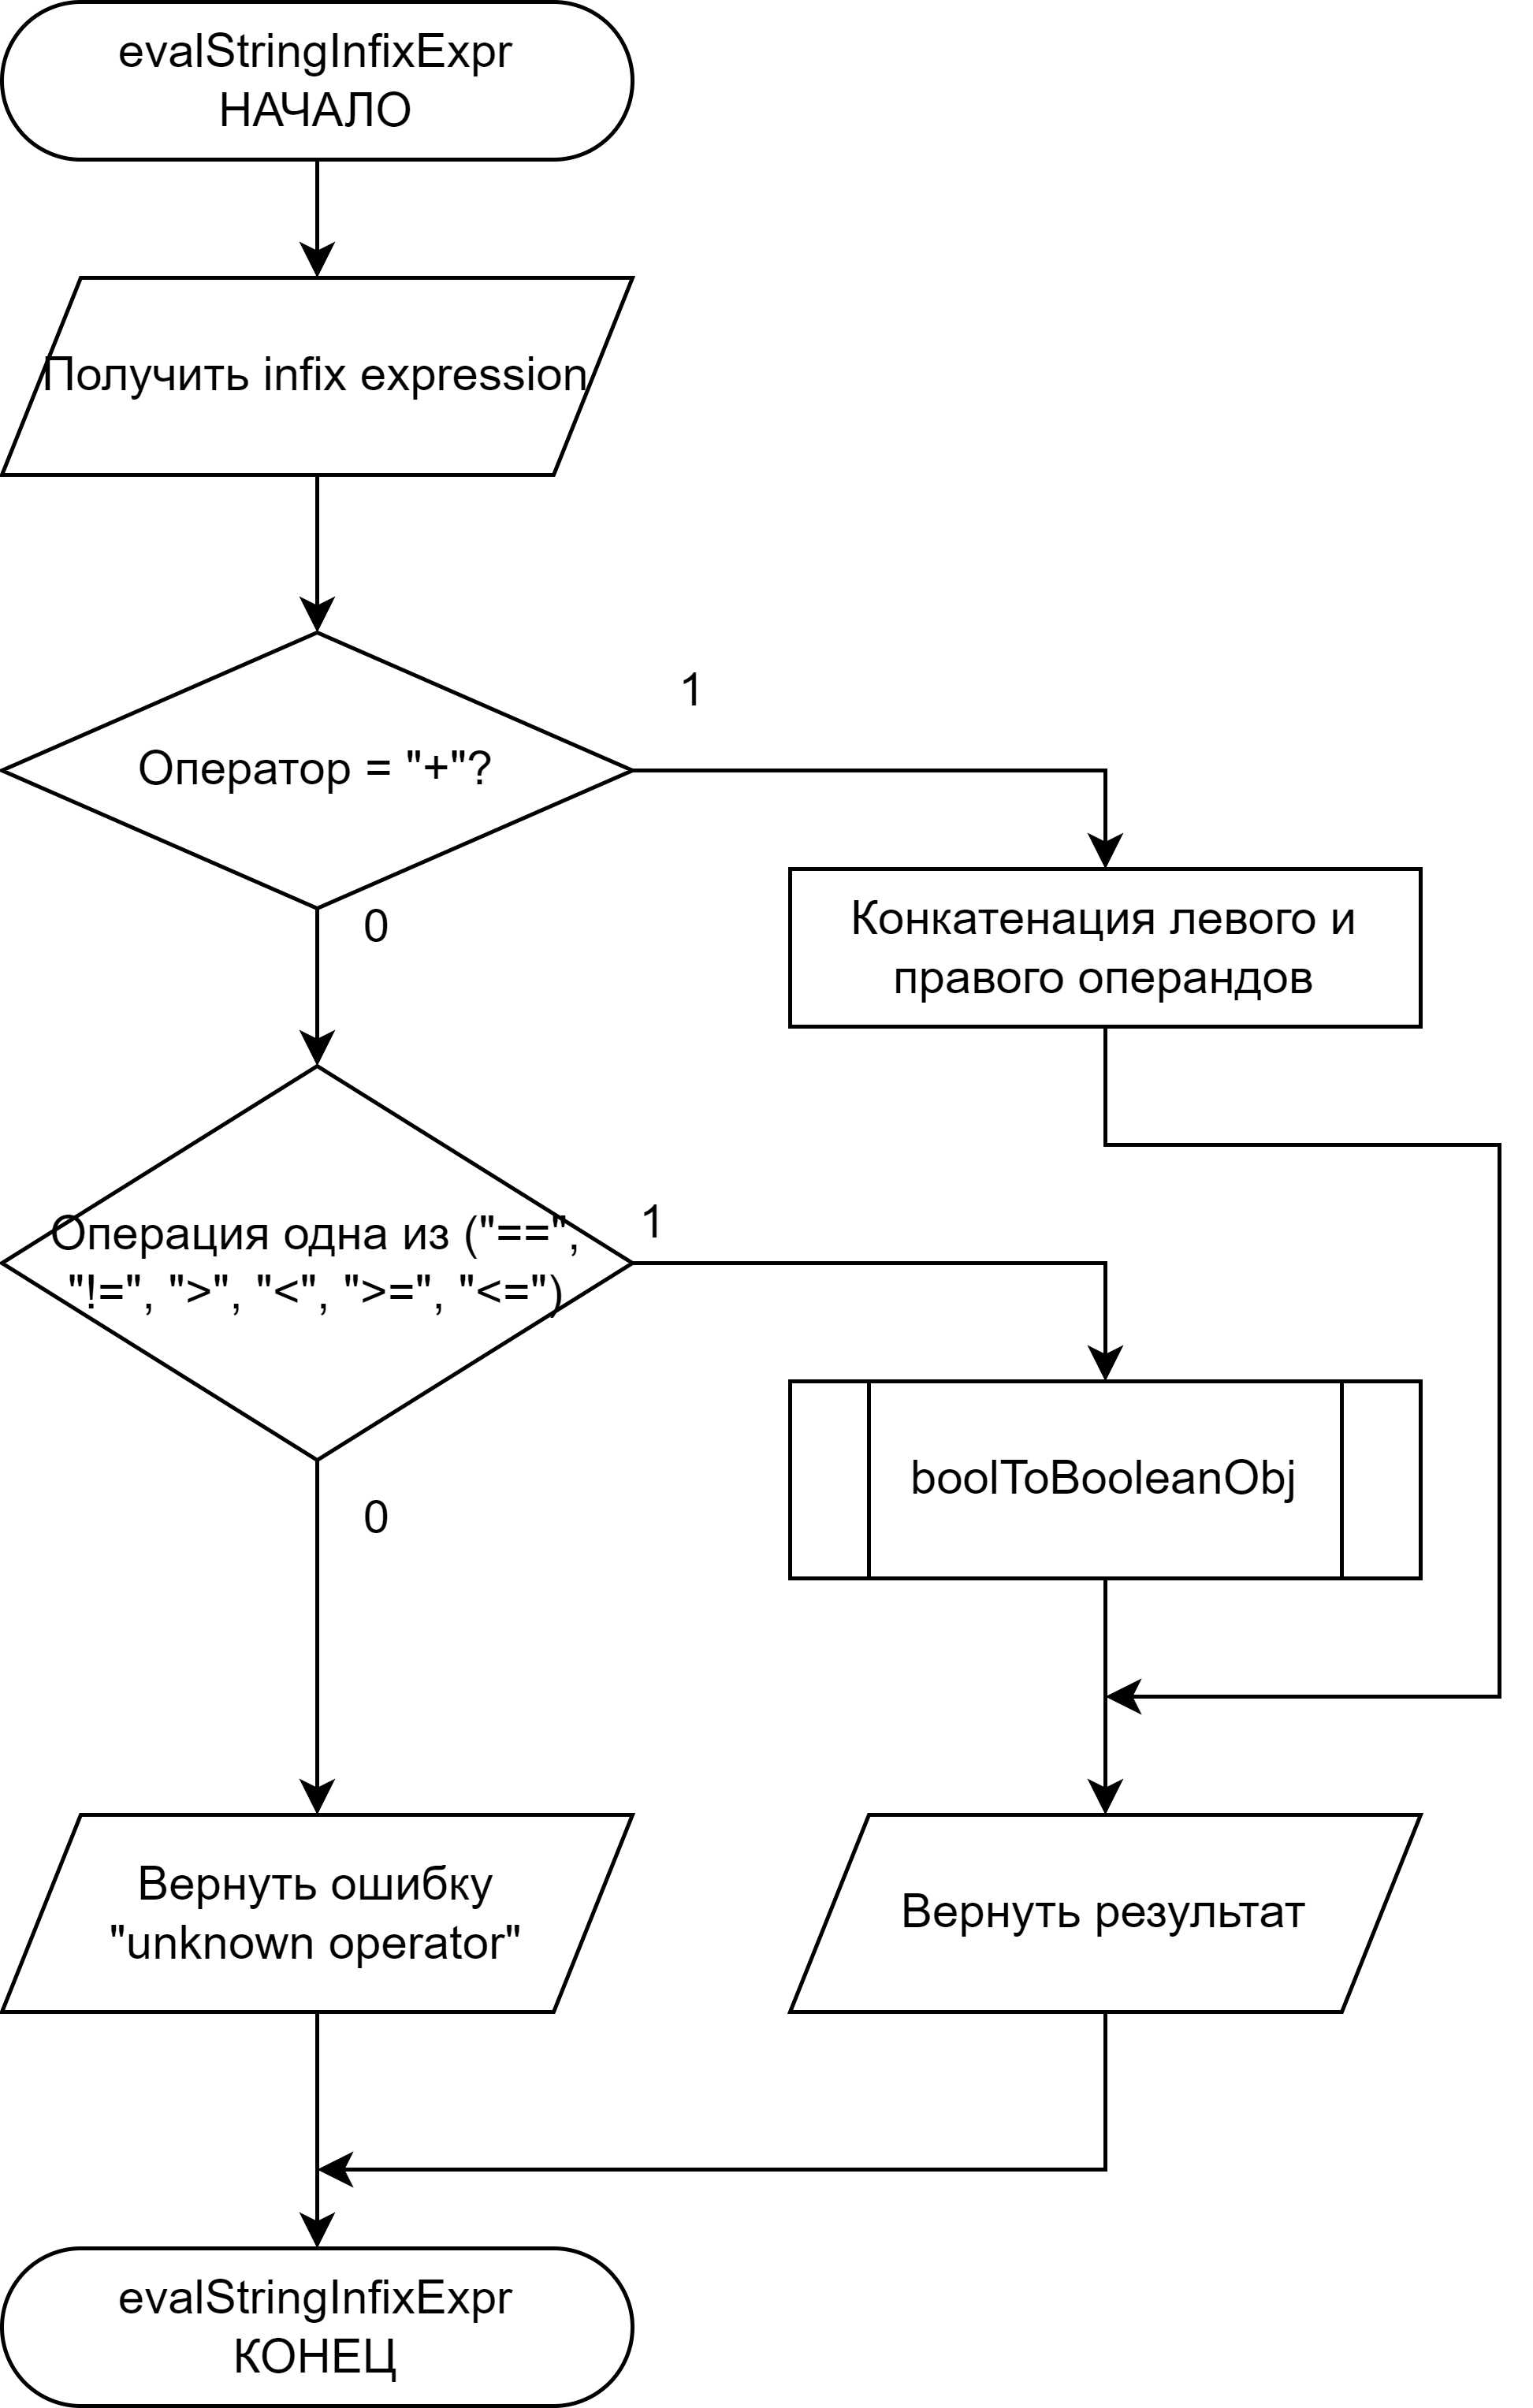 evalStringInfixExpr
НАЧАЛО
Получить infix expression
Оператор = "+"?
1
0
Конкатенация левого и
правого операндов
Операция одна из ("==",
"!=", ">", "<", ">=", "<=")
1
0
boolToBooleanObj
Вернуть ошибку
"unknown operator"
Вернуть результат
evalStringInfixExpr
КОНЕЦ